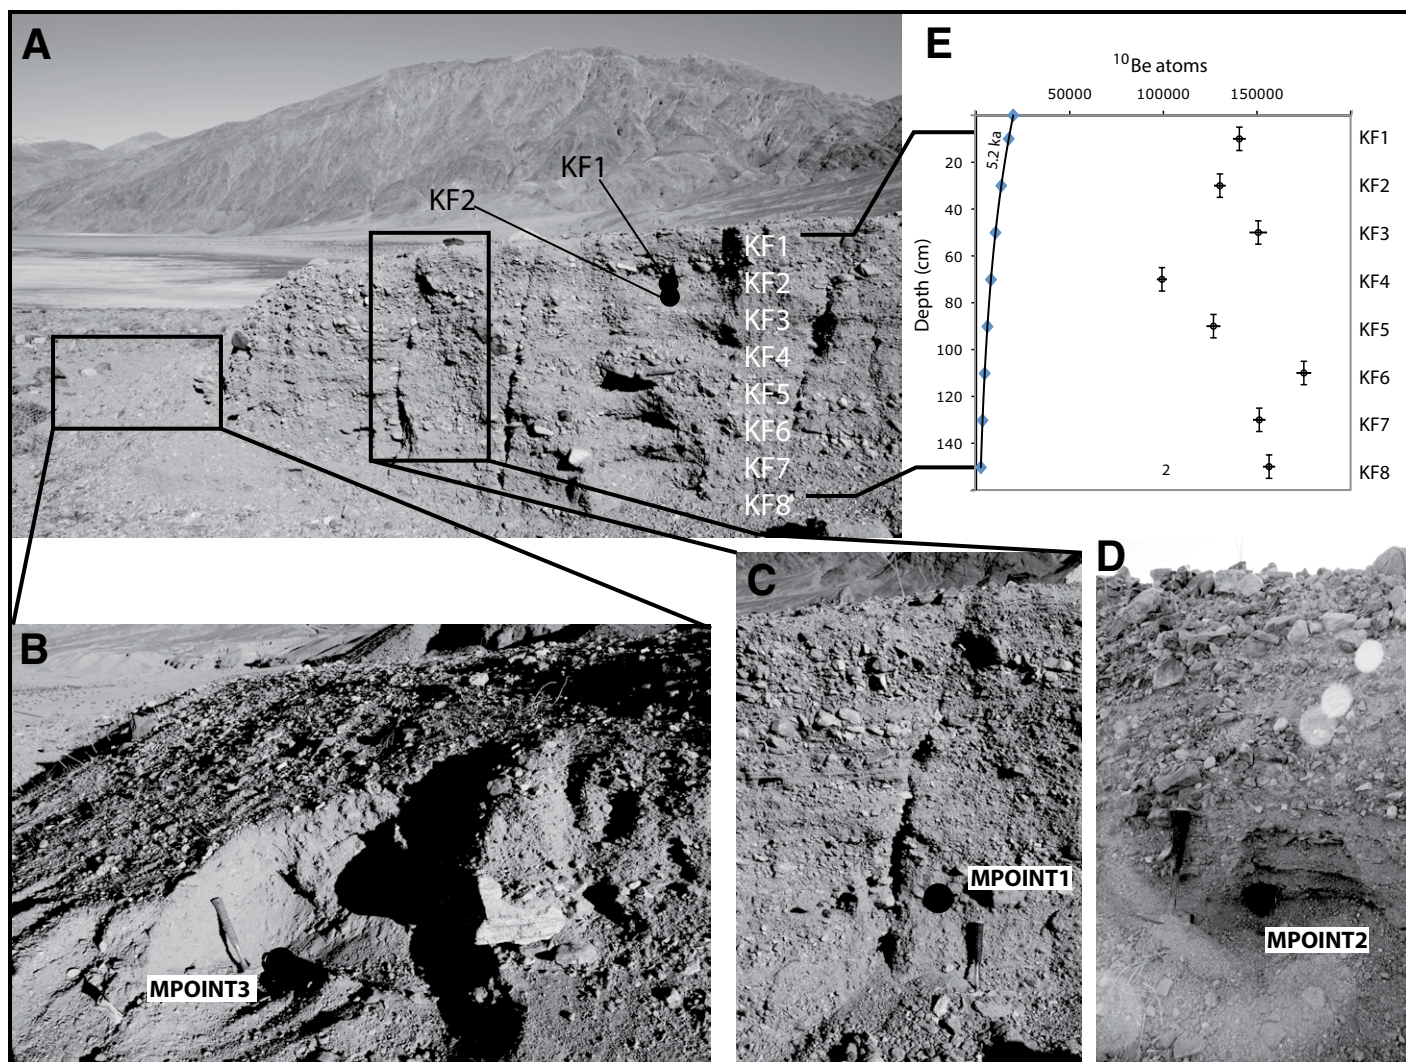 A
KF1
KF2
KF1
KF2
KF3
KF4
KF5
KF6
KF7
KF8
E
10Be atoms
50000 100000 150000
Depth (cm)
20
40
60
80
100
120
140
5.2 ka
2
KF1
KF2
KF3
KF4
KF5
KF6
KF7
KF8
B
MPOINT3
C
MPOINT1
D
MPOINT2